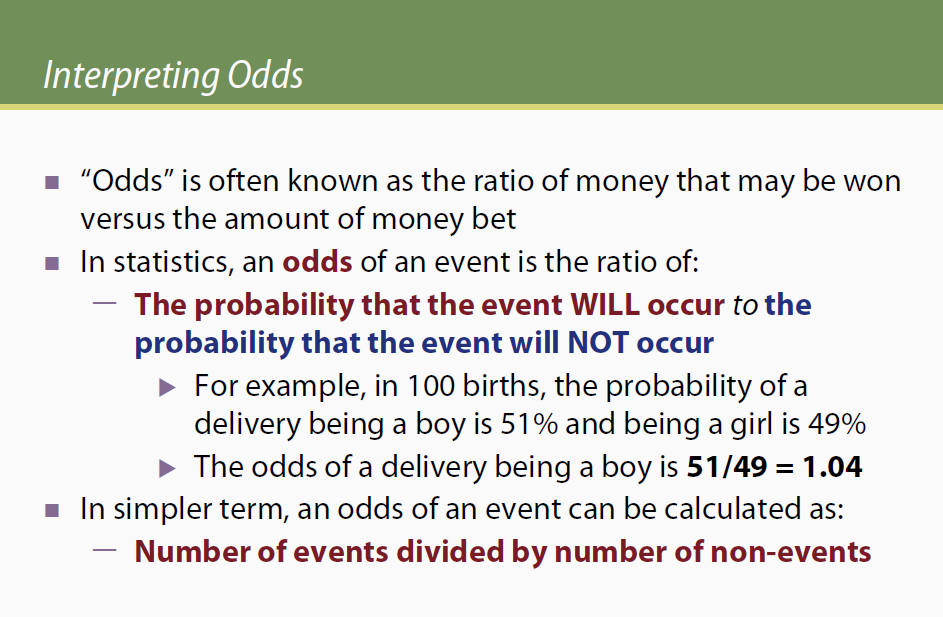 Interpreting Odds
“Odds” is often known as the ratio of money that may be won
versus the amount of money bet
In statistics, an odds of an event is the ratio of:
— The probability that the event WILL occur to the
probability that the event will NOT occur
For example, in 100 births, the probability of a
delivery being a boy is 51% and being a girl is 49%
The odds of a delivery being a boy is 51/49 = 1.04
In simpler term, an odds of an event can be calculated as:
— Number of events divided by number of non-events